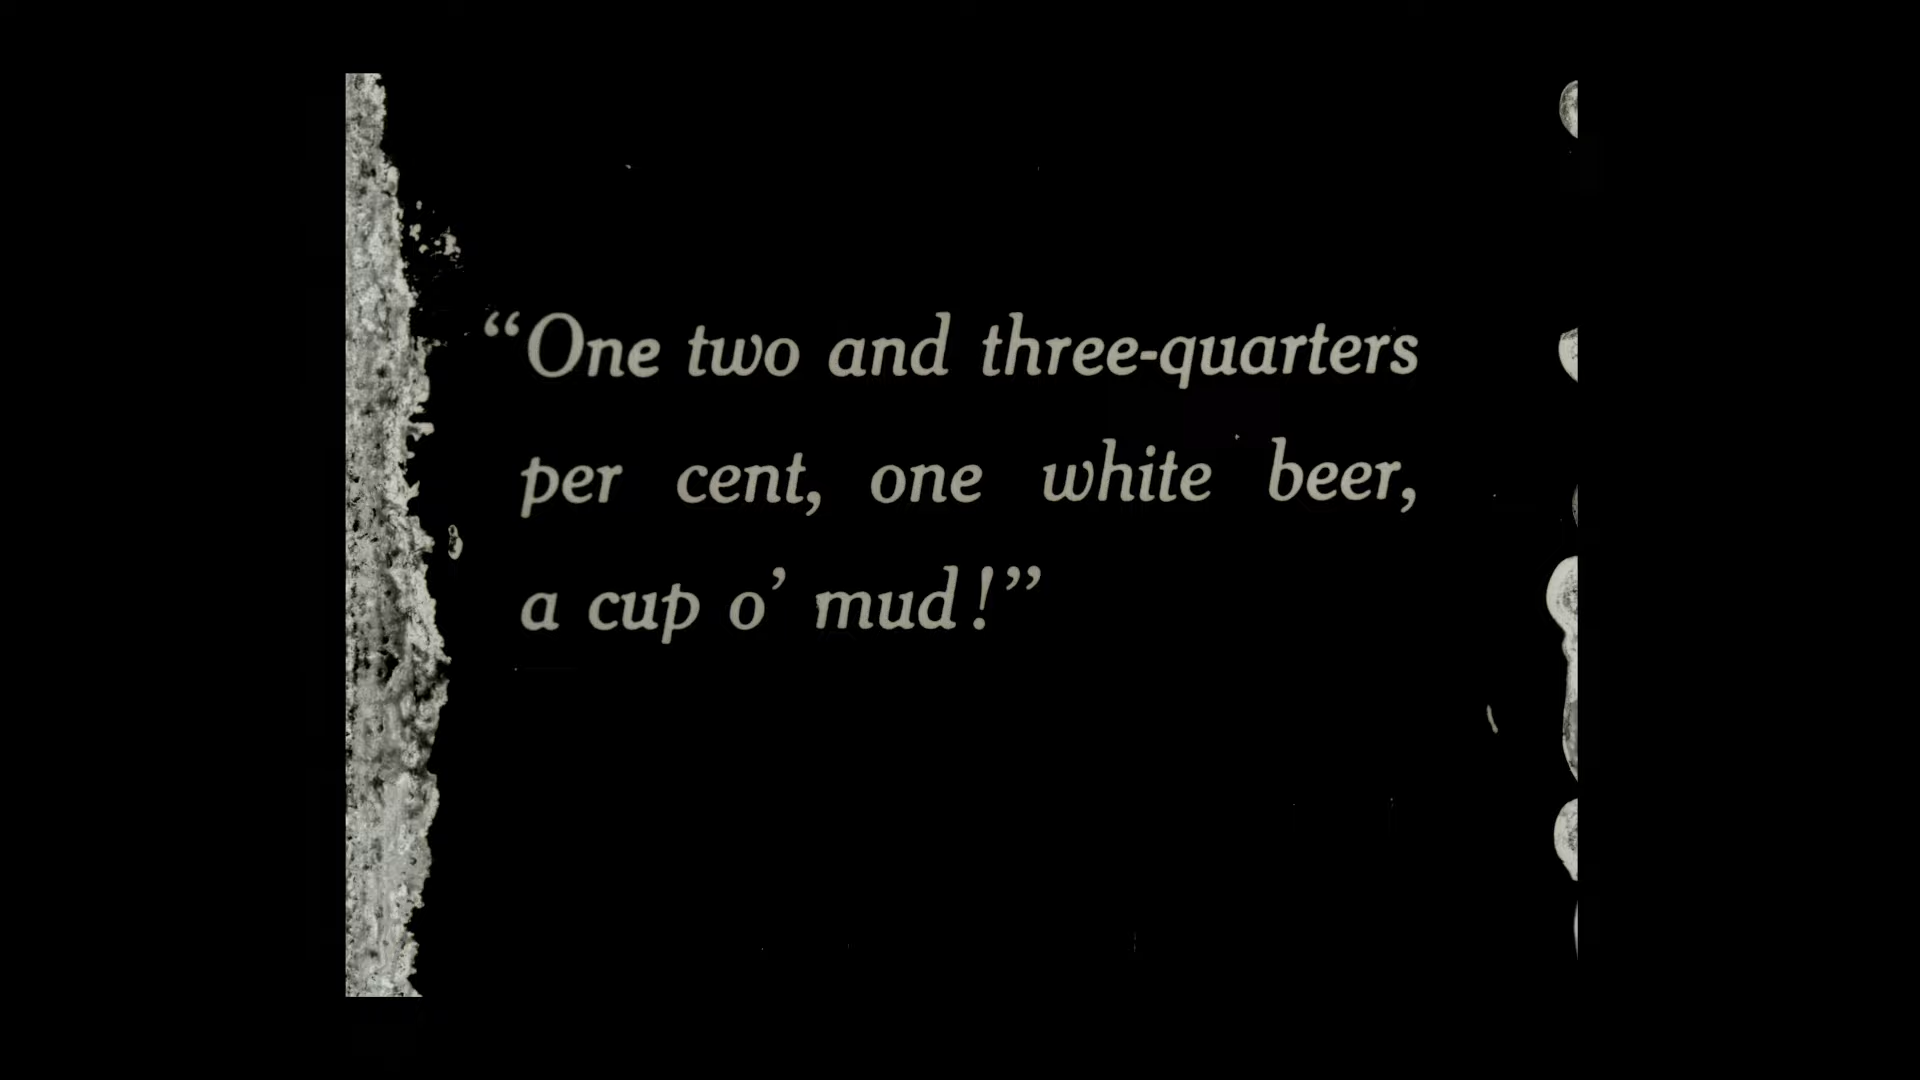 “One two and three-quarters
per cent, one white beer,
a cup o’ mud!”